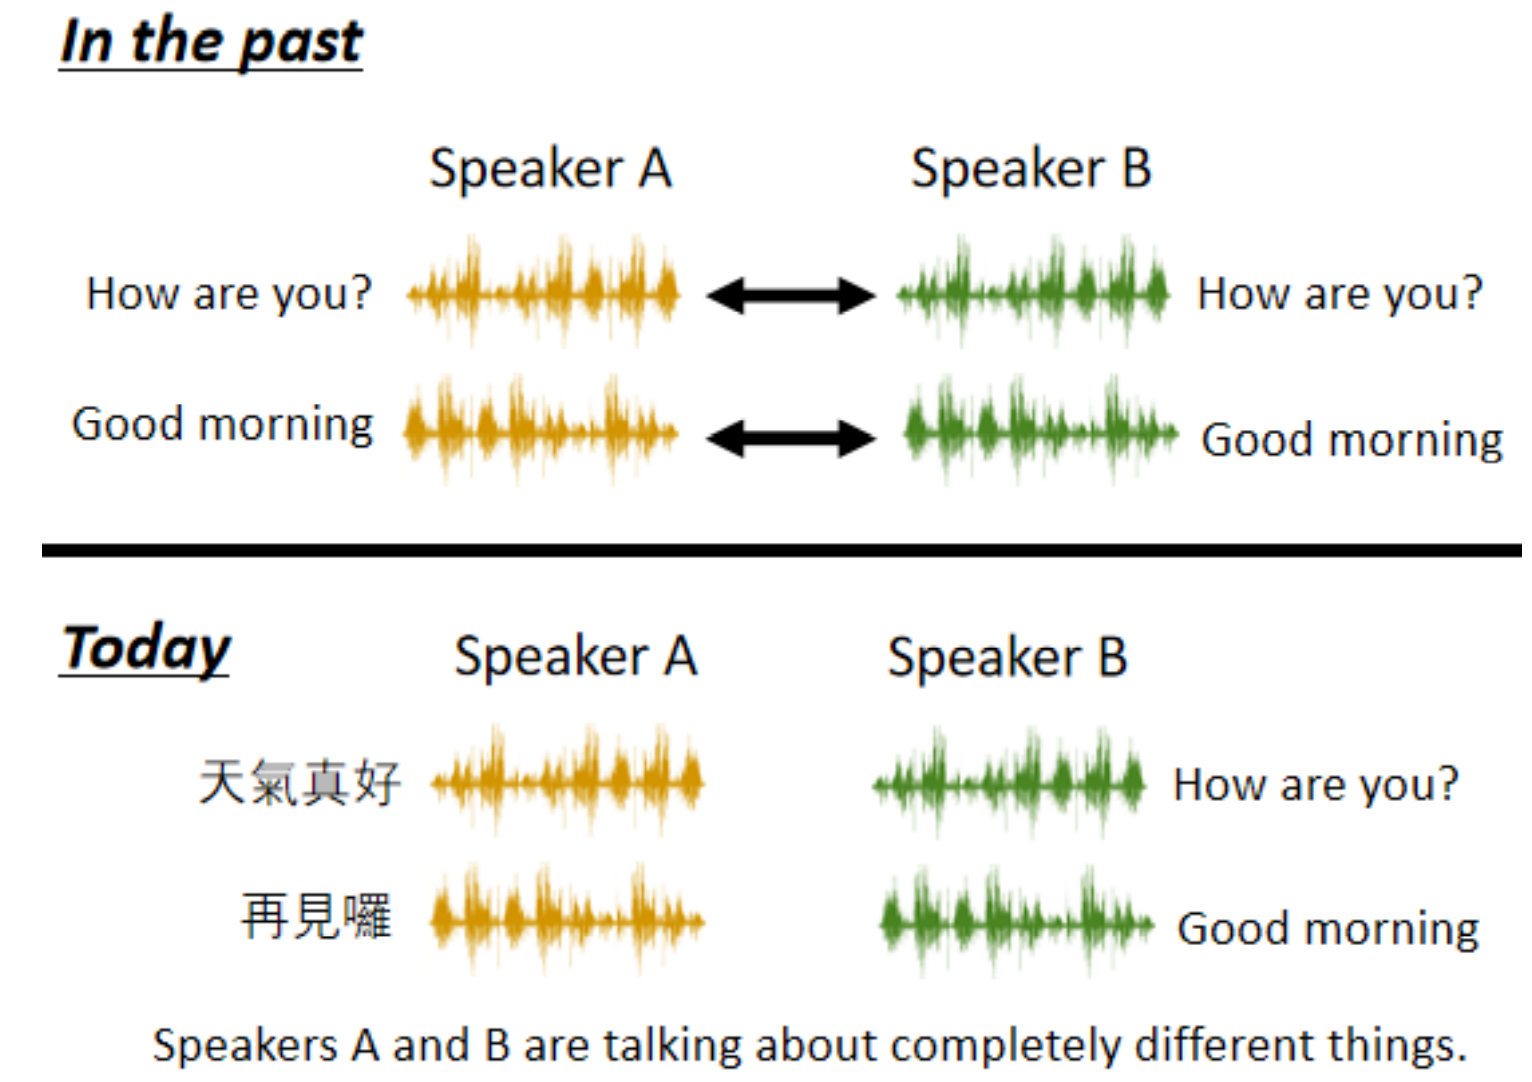 In the past
Speaker A Speaker B
How are you? How are you?
Good morning Good morning
Today
Speaker A Speaker B
天氣真好 How are you?
再見囉 Good morning
Speakers A and B are talking about completely different things.